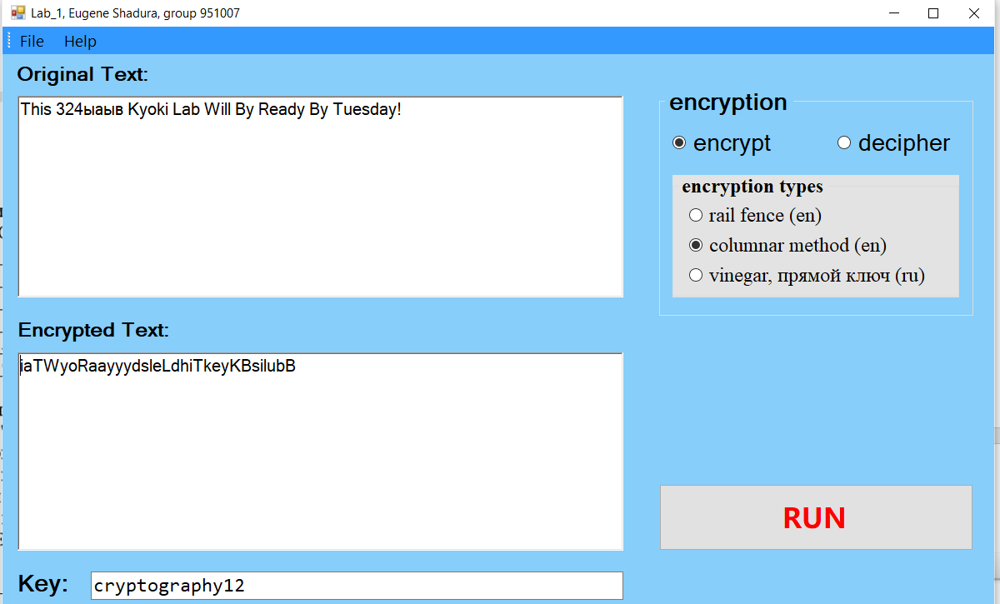 Lab_1, Eugene Shadura, group 951007
File Help
Original Text:
This 324ыаыв Kyoki Lab Will By Ready By Tuesday!
encryption
encrypt decipher
encryption types
rail fence (en)
columnar method (en)
vinegar, прямой ключ (ru)
Encrypted Text:
iaTWyoRaayyydsleLdhiTkeyKBsilubB
RUN
Key: cryptography12